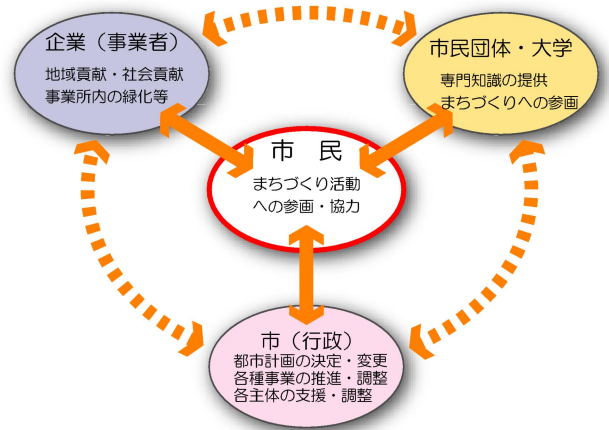 企業（事業者）
地域貢献・社会貢献
事業所内の緑化等
市民団体・大学
専門知識の提供
まちづくりへの参画
市　民
まちづくり活動
への参画・協力
市（行政）
都市計画の決定・変更
各種事業の推進・調整
各主体の支援・調整